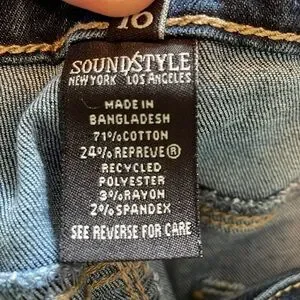 10
SOUNDSTYLE
NEW YORK LOS ANGELES
MADE IN
BANGLADESH
71%COTTON
24%REPREVE®
RECYCLED
POLYESTER
3%RAYON
2%SPANDEX
SEE REVERSE FOR CARE